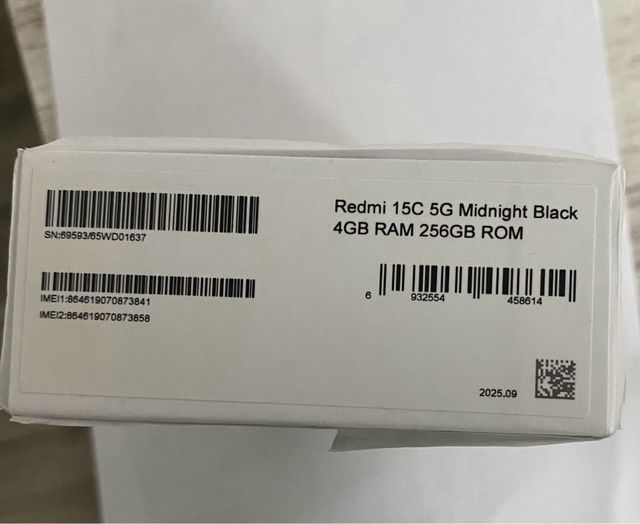 Redmi 15C 5G Midnight Black
4GB RAM 256GB ROM
SN:69593/65WD01637
IMEI1:864619070873841
IMEI2:864619070873858
6 932554 458614
2025.09